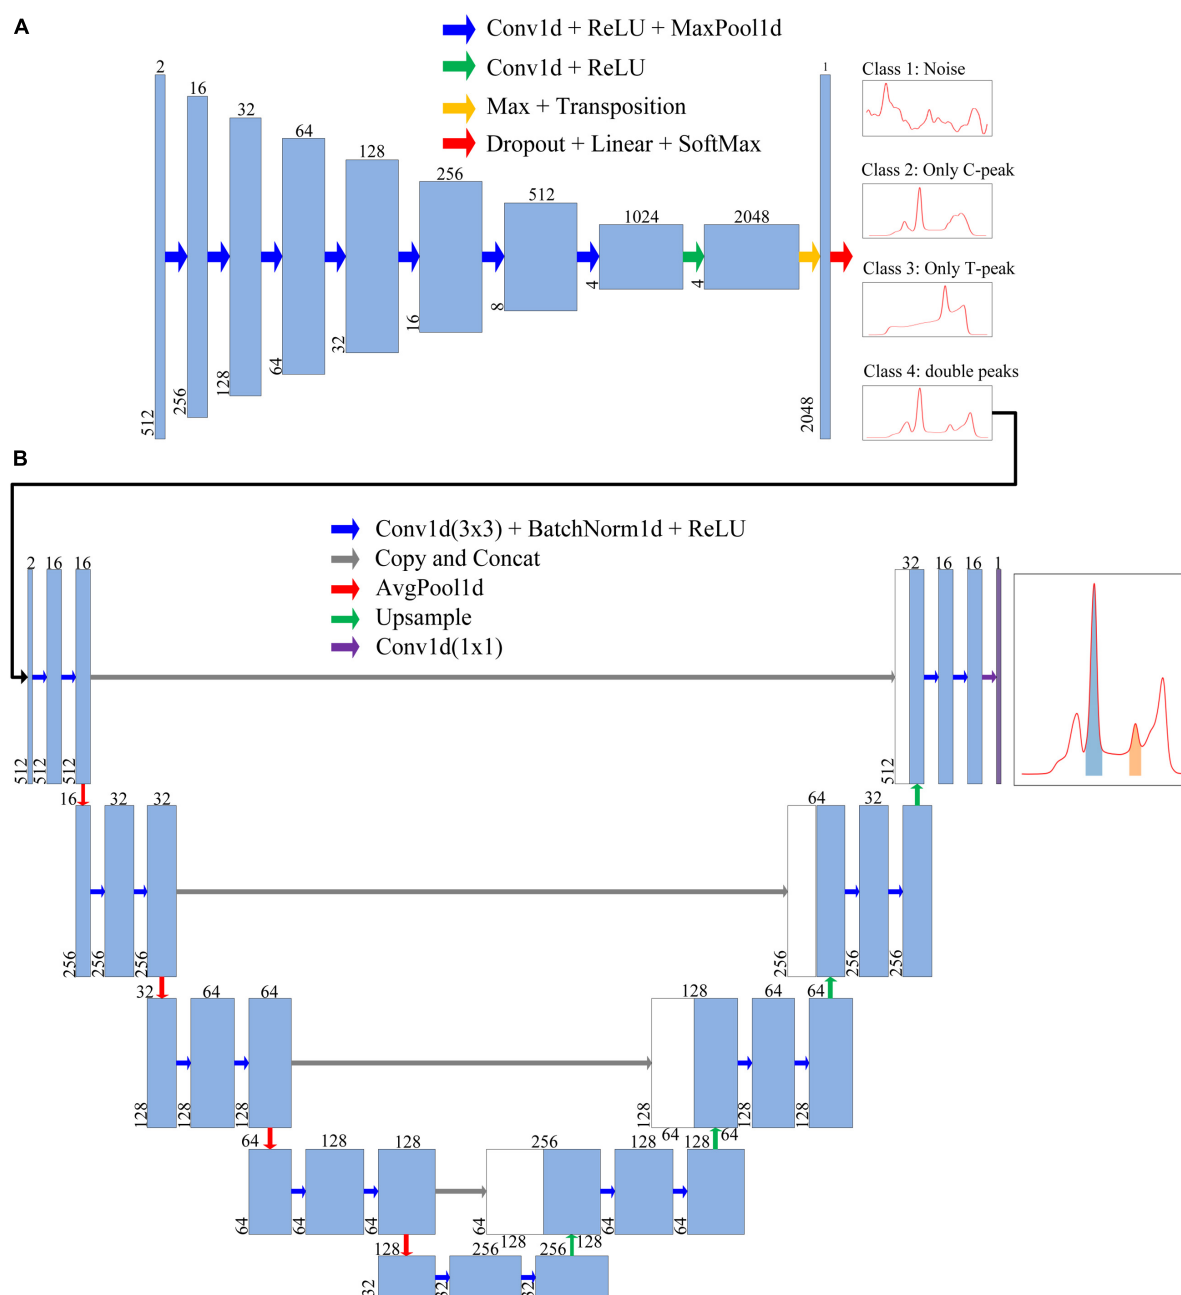 A
Conv1d + ReLU + MaxPool1d
Conv1d + ReLU
Max + Transposition
Dropout + Linear + SoftMax
2
16
32
64
128
256
512
1024
2048
1
512
256
128
64
32
16
8
4
4
2048
Class 1: Noise
Class 2: Only C-peak
Class 3: Only T-peak
Class 4: double peaks
B
Conv1d(3x3) + BatchNorm1d + ReLU
Copy and Concat
AvgPool1d
Upsample
Conv1d(1x1)
2 16 16
32 16 16 1
512 512 512
512
16 32 32
64 32
256 256 256
256 256 256
32 64 64
128 64 64
128 128 128
128 128 128
64 64
64 128 128
256 128 128
64 64 64
64 64 64
128 128
128 256 256
32 32 32